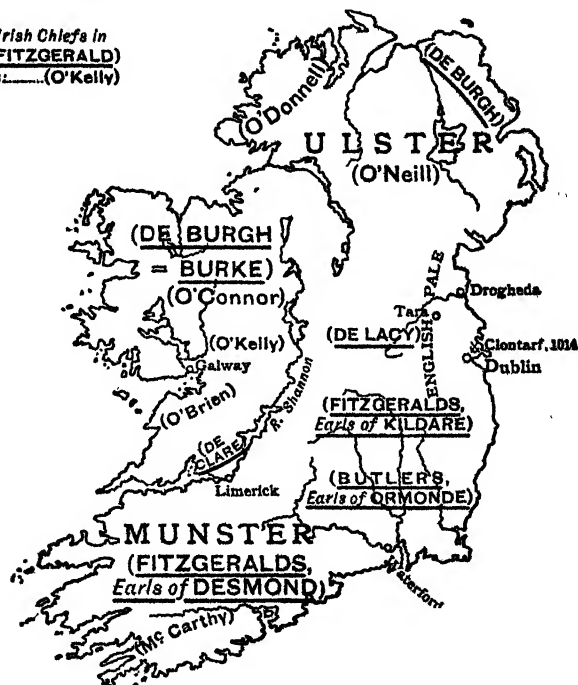 Irish Chiefs in
FITZGERALD)
s:........(O'Kelly)
O'Donnell
(DE BURGH)
ULSTER
(O'Neill)
(DE BURGH
= BURKE)
(O'Connor)
(O'Kelly)
Galway
(O'Brien)
(DE
CLARE)
R. Shannon
Limerick
ENGLISH PALE
Drogheda
Tara
(DE LACY)
Clontarf, 1014
Dublin
(FITZGERALDS,
Earls of KILDARE)
(BUTLERS,
Earls of ORMONDE)
MUNSTER
(FITZGERALDS,
Earls of DESMOND)
Waterford
(McCarthy)